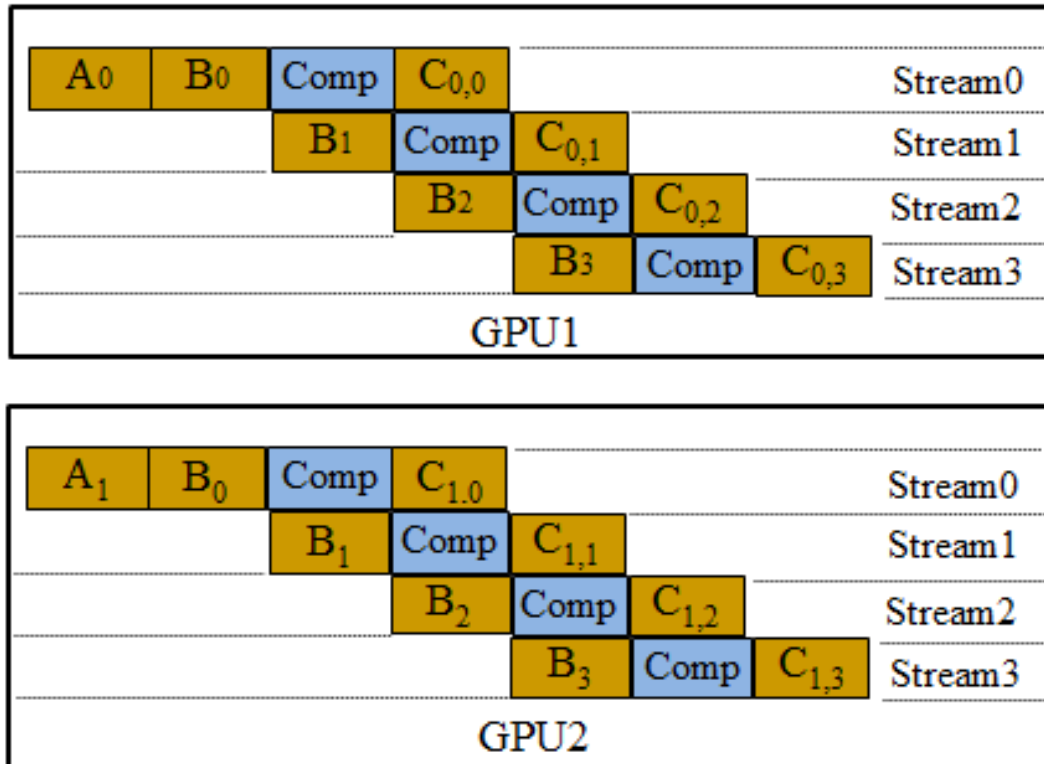 A0 B0 Comp C0,0 Stream0
B1 Comp C0,1 Stream1
B2 Comp C0,2 Stream2
B3 Comp C0,3 Stream3
GPU1
A1 B0 Comp C1.0 Stream0
B1 Comp C1,1 Stream1
B2 Comp C1,2 Stream2
B3 Comp C1,3 Stream3
GPU2